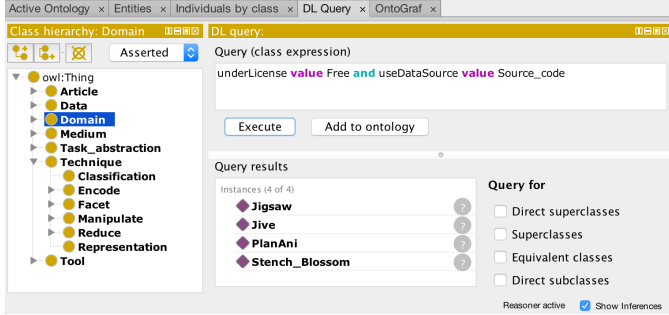 Active Ontology × Entities × Individuals by class × DL Query × OntoGraf ×
Class hierarchy: Domain
Asserted
owl:Thing
Article
Data
Domain
Medium
Task_abstraction
Technique
Classification
Encode
Facet
Manipulate
Reduce
Representation
Tool
DL query:
Query (class expression)
underLicense value Free and useDataSource value Source_code
Execute Add to ontology
Query results
Instances (4 of 4)
Jigsaw ?
Jive ?
PlanAni ?
Stench_Blossom ?
Query for
Direct superclasses
Superclasses
Equivalent classes
Direct subclasses
Reasoner active Show Inferences